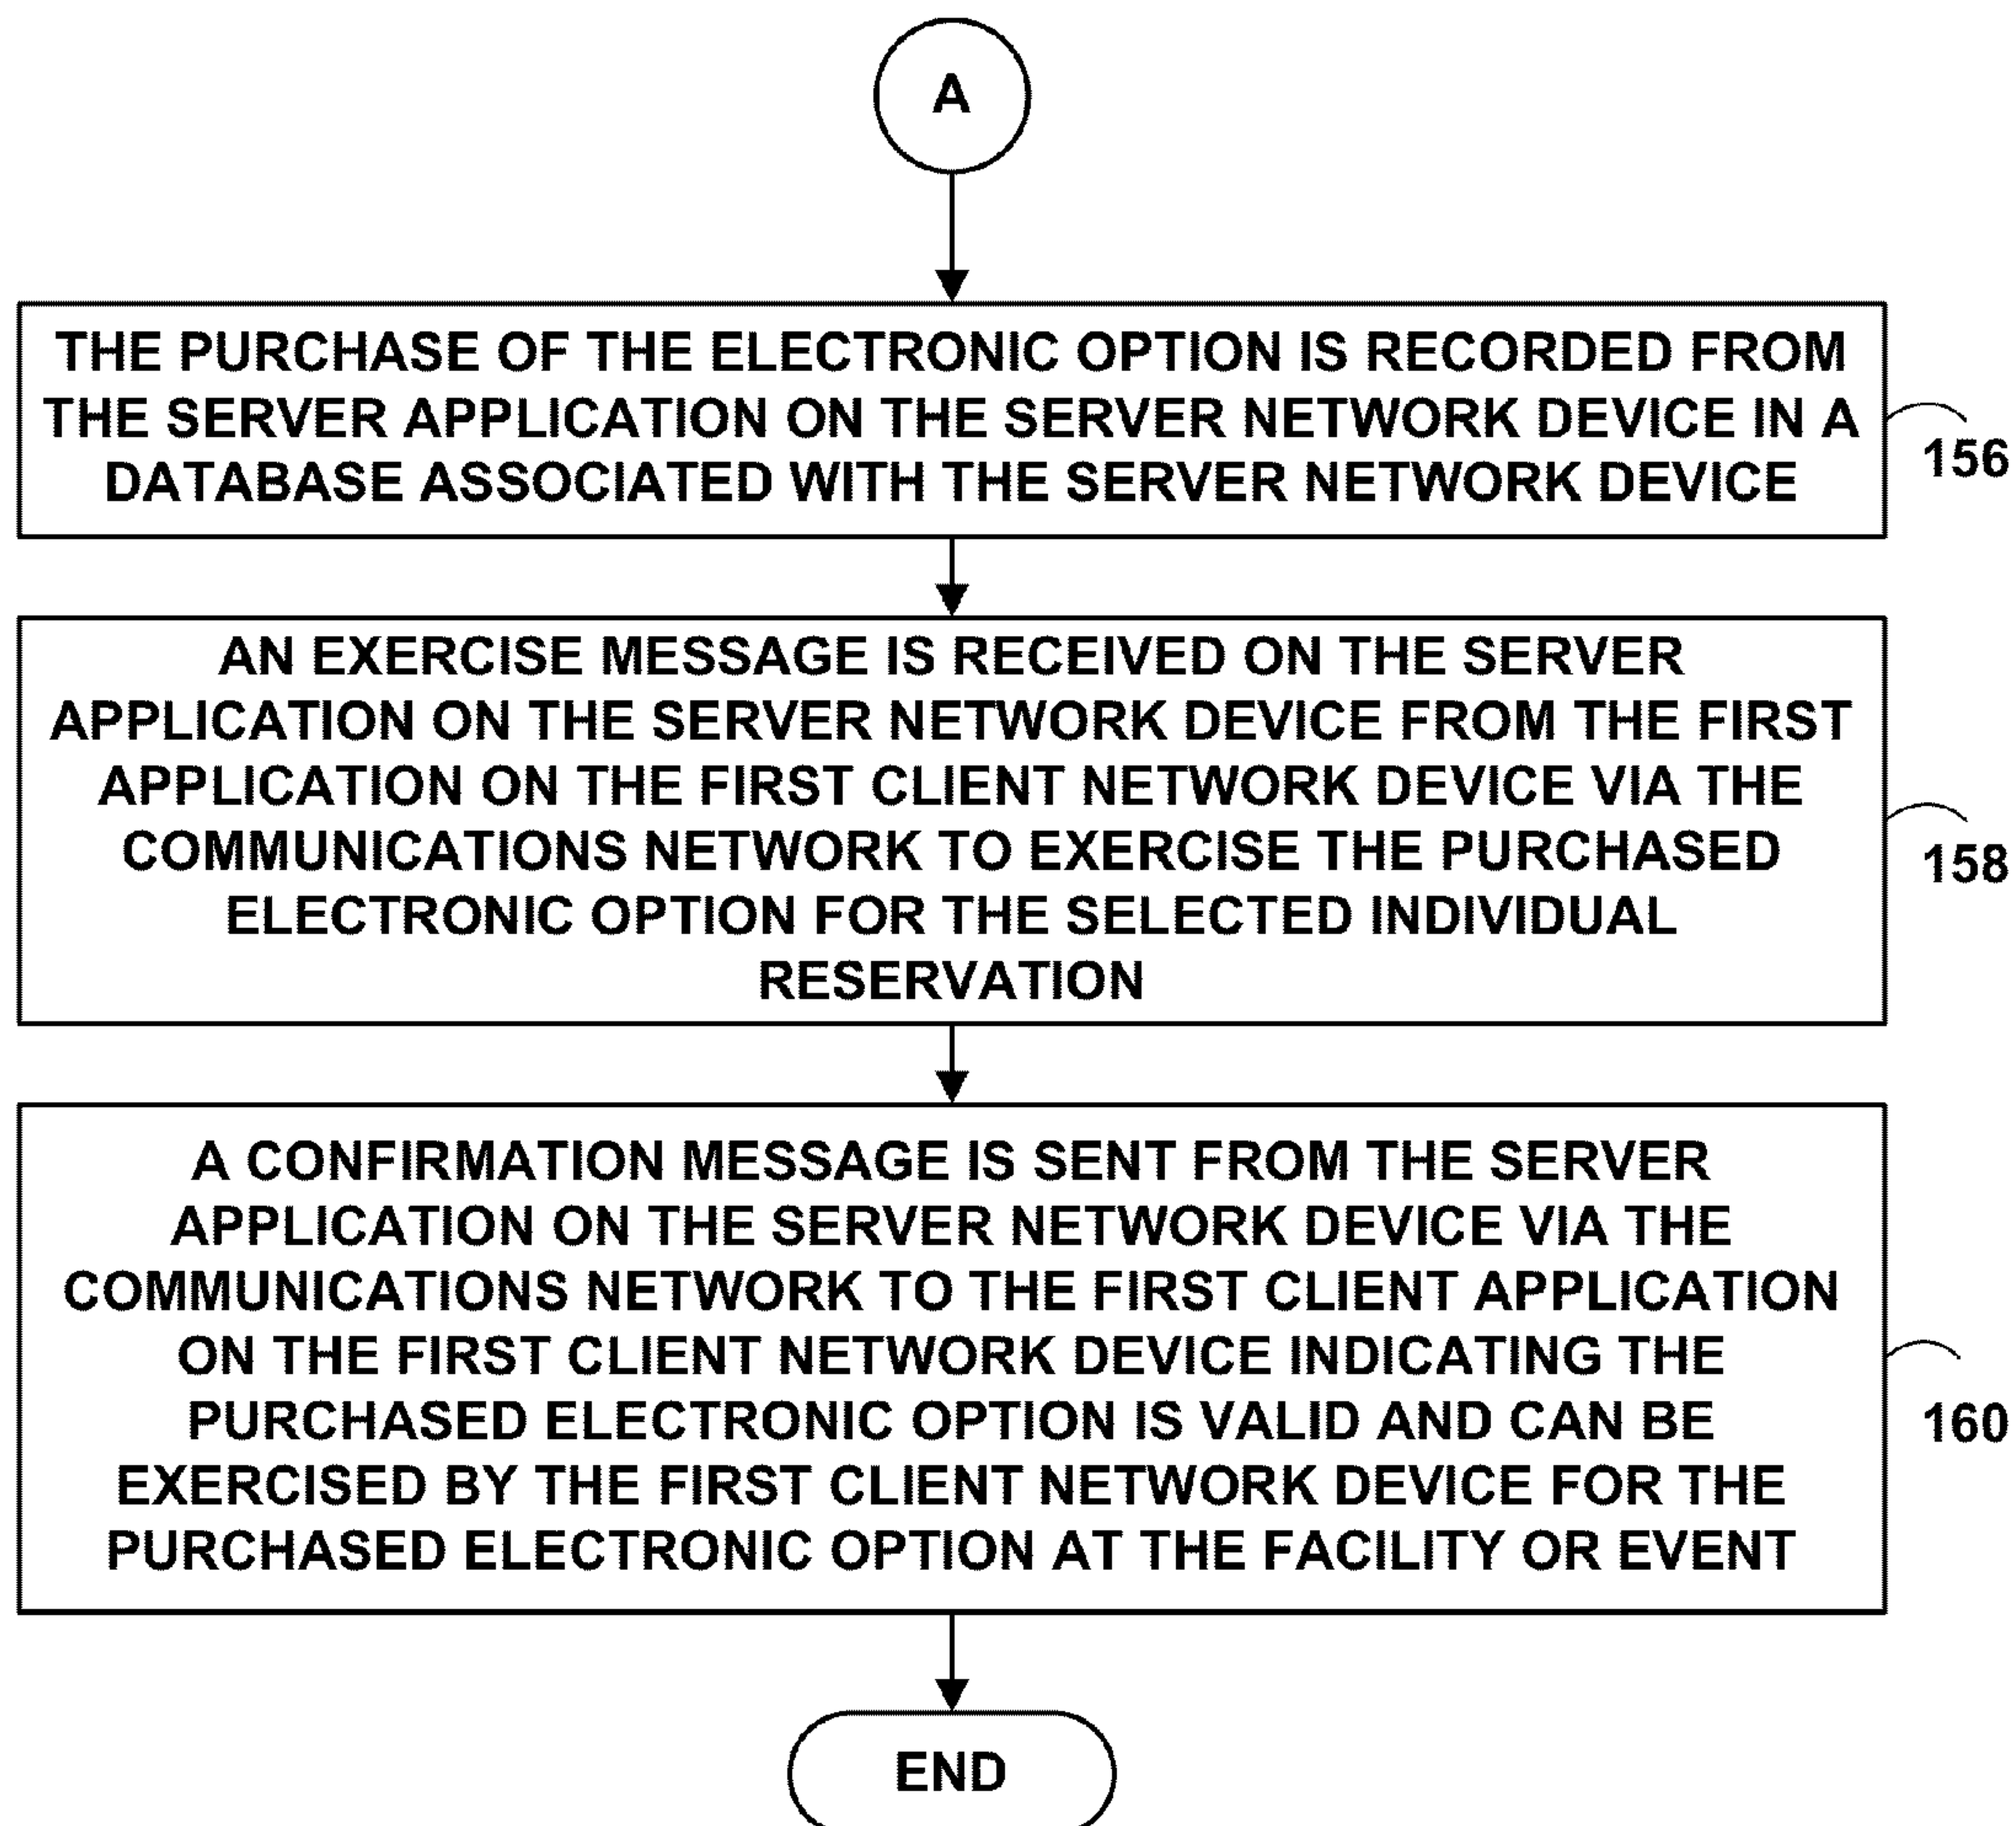 A
THE PURCHASE OF THE ELECTRONIC OPTION IS RECORDED FROM
THE SERVER APPLICATION ON THE SERVER NETWORK DEVICE IN A
DATABASE ASSOCIATED WITH THE SERVER NETWORK DEVICE
156
AN EXERCISE MESSAGE IS RECEIVED ON THE SERVER
APPLICATION ON THE SERVER NETWORK DEVICE FROM THE FIRST
APPLICATION ON THE FIRST CLIENT NETWORK DEVICE VIA THE
COMMUNICATIONS NETWORK TO EXERCISE THE PURCHASED
ELECTRONIC OPTION FOR THE SELECTED INDIVIDUAL
RESERVATION
158
A CONFIRMATION MESSAGE IS SENT FROM THE SERVER
APPLICATION ON THE SERVER NETWORK DEVICE VIA THE
COMMUNICATIONS NETWORK TO THE FIRST CLIENT APPLICATION
ON THE FIRST CLIENT NETWORK DEVICE INDICATING THE
PURCHASED ELECTRONIC OPTION IS VALID AND CAN BE
EXERCISED BY THE FIRST CLIENT NETWORK DEVICE FOR THE
PURCHASED ELECTRONIC OPTION AT THE FACILITY OR EVENT
160
END